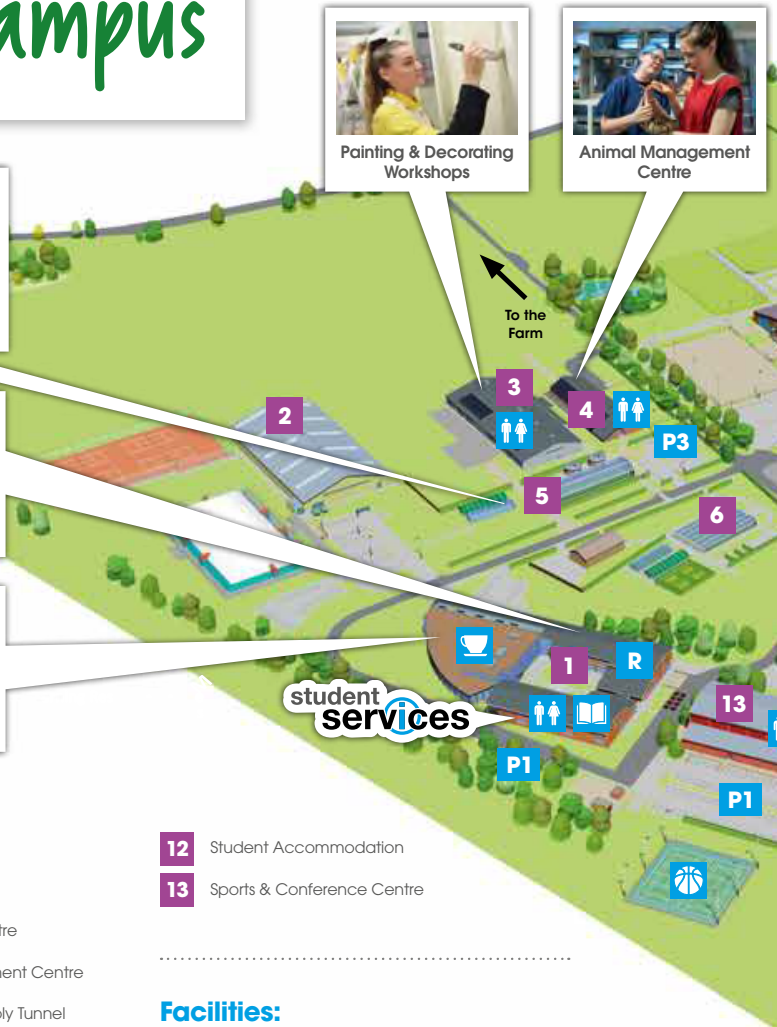 ampus
Painting & Decorating
Workshops
Animal Management
Centre
To the
Farm
3
2
4
P3
5
6
1
R
13
student
services
P1
P1
12 Student Accommodation
13 Sports & Conference Centre
tre
ment Centre
ly Tunnel
Facilities: